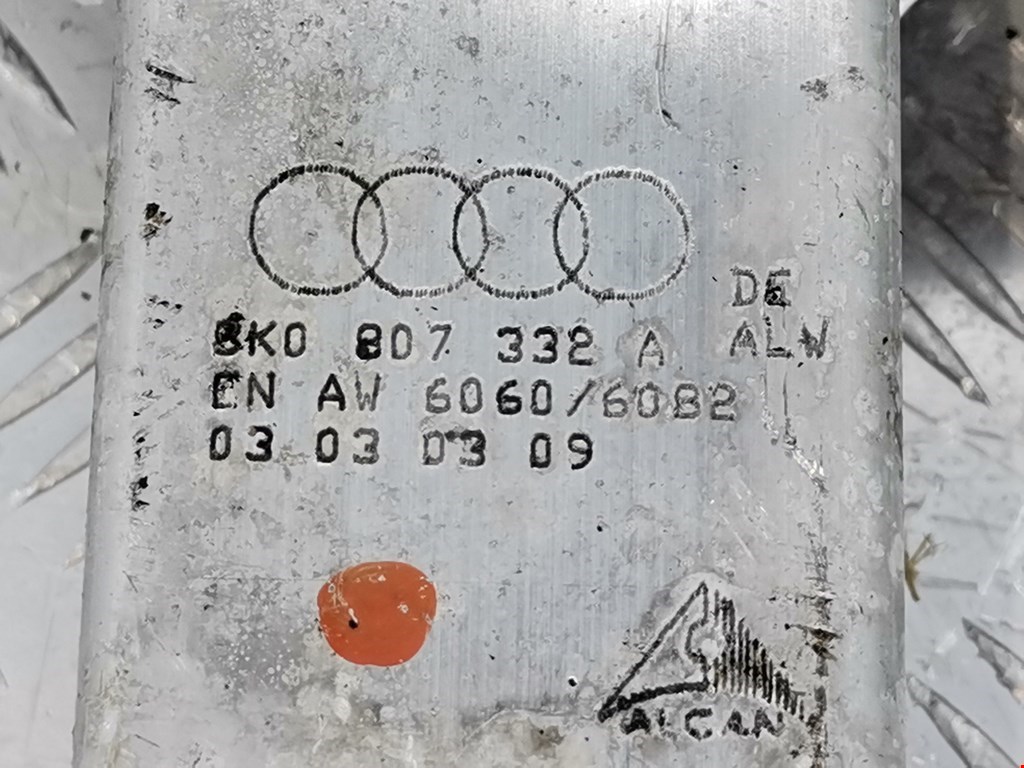 DE
8K0 807 332 A ALW
EN AW 6060/6082
03 03 03 09
ALCAN